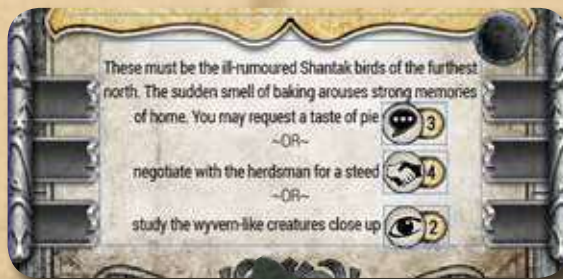 These must be the ill-rumoured Shantak birds of the furthest
north. The sudden smell of baking arouses strong memories
of home. You may request a taste of pie 3
~OR~
negotiate with the herdsman for a steed 4
~OR~
study the wyvern-like creatures close up 2